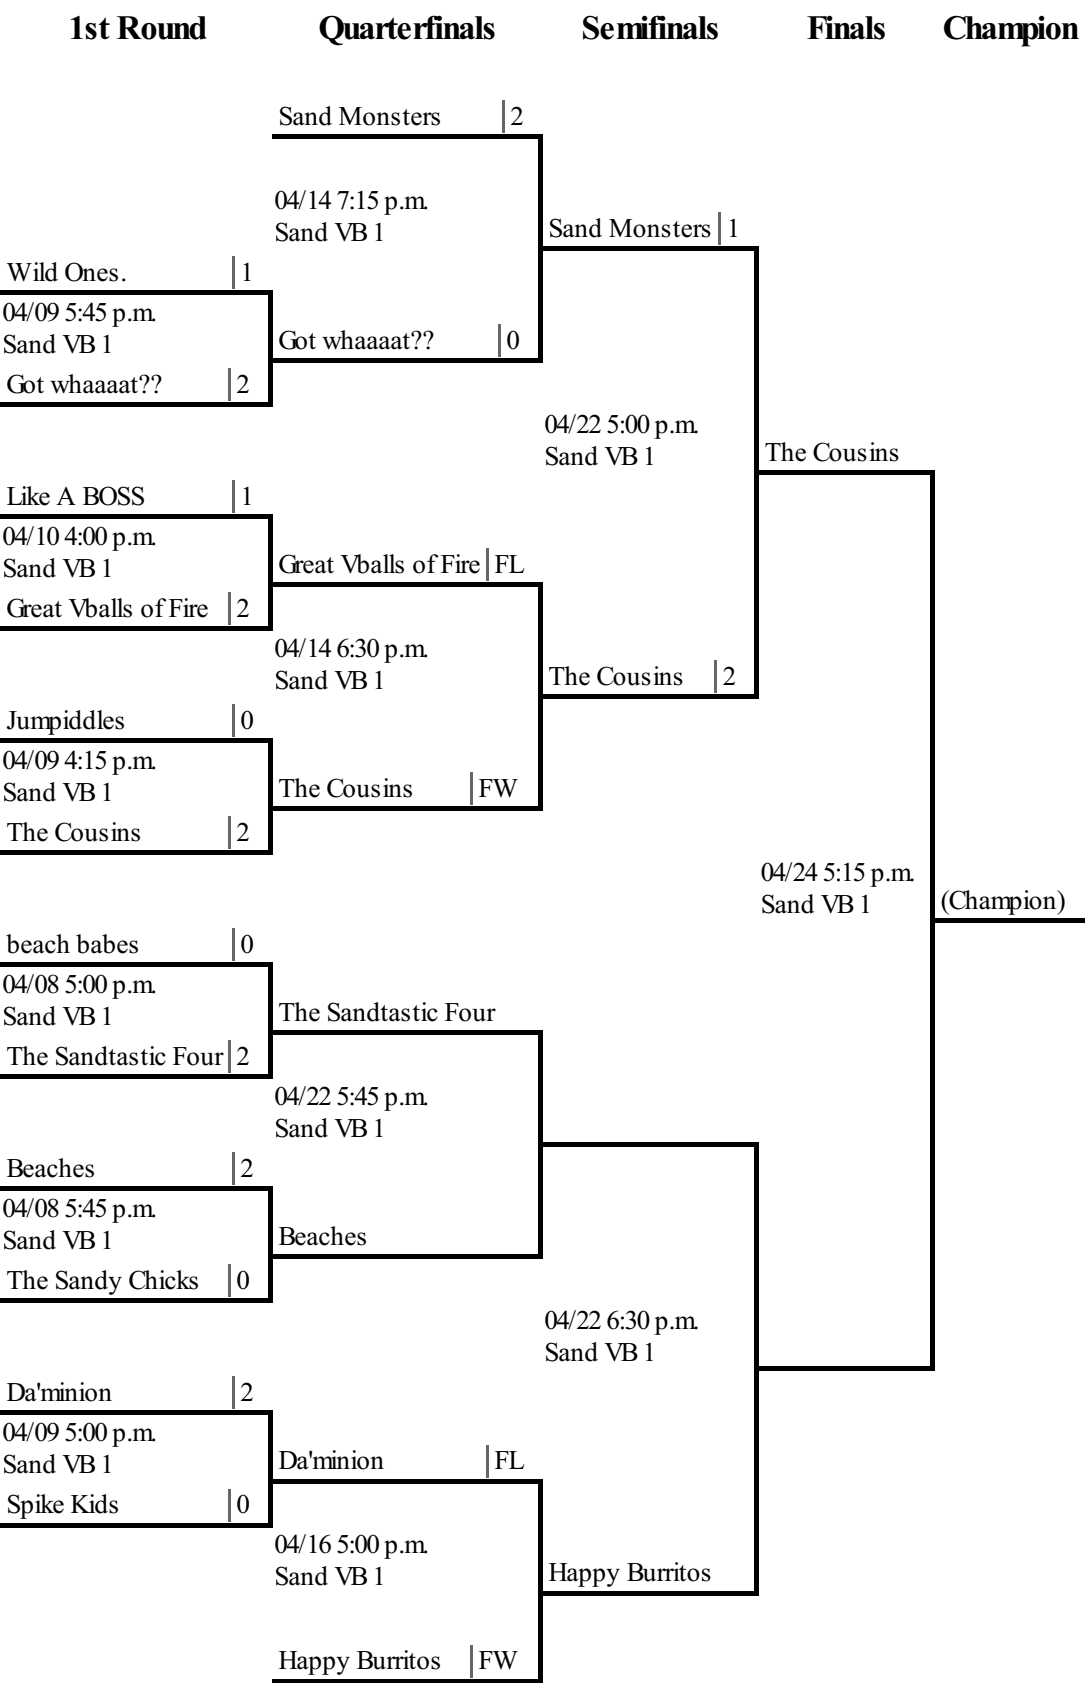 1st Round Quarterfinals Semifinals Finals Champion
Sand Monsters 2
04/14 7:15 p.m.
Sand VB 1
Sand Monsters 1
Wild Ones. 1
04/09 5:45 p.m.
Sand VB 1
Got whaaaat?? 0
Got whaaaat?? 2
04/22 5:00 p.m.
Sand VB 1
The Cousins
Like A BOSS 1
04/10 4:00 p.m.
Sand VB 1
Great Vballs of Fire FL
Great Vballs of Fire 2
04/14 6:30 p.m.
Sand VB 1
The Cousins 2
Jumpiddles 0
04/09 4:15 p.m.
Sand VB 1
The Cousins FW
The Cousins 2
04/24 5:15 p.m.
Sand VB 1
(Champion)
beach babes 0
04/08 5:00 p.m.
Sand VB 1
The Sandtastic Four
The Sandtastic Four 2
04/22 5:45 p.m.
Sand VB 1
Beaches 2
04/08 5:45 p.m.
Sand VB 1
Beaches
The Sandy Chicks 0
04/22 6:30 p.m.
Sand VB 1
Da'minion 2
04/09 5:00 p.m.
Sand VB 1
Da'minion FL
Spike Kids 0
04/16 5:00 p.m.
Sand VB 1
Happy Burritos
Happy Burritos FW